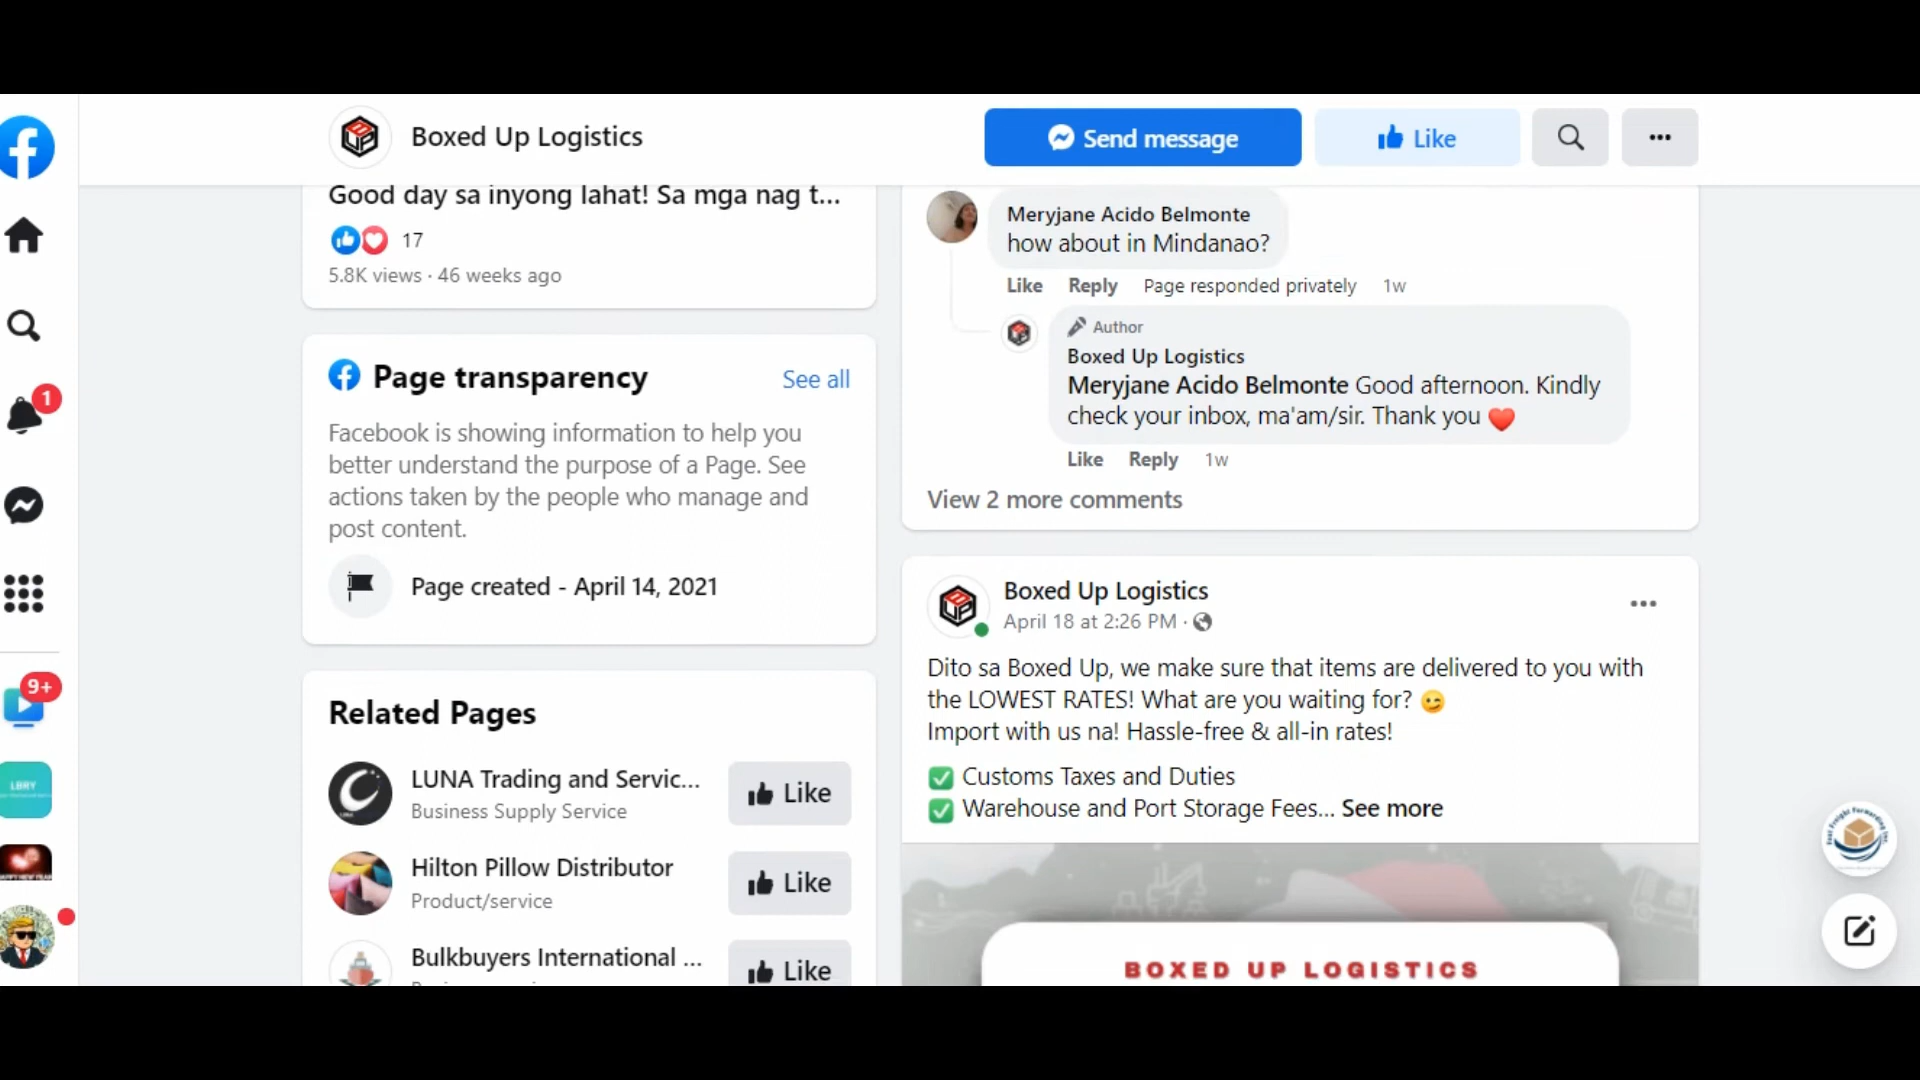 Boxed Up Logistics
Send message
Like
Good day sa inyong lahat! Sa mga nag t...
17
5.8K views · 46 weeks ago
Page transparency
See all
Facebook is showing information to help you
better understand the purpose of a Page. See
actions taken by the people who manage and
post content.
Page created - April 14, 2021
Related Pages
LUNA Trading and Servic...
Business Supply Service
Like
Hilton Pillow Distributor
Product/service
Like
Bulkbuyers International ...
Like
Meryjane Acido Belmonte
how about in Mindanao?
Like Reply Page responded privately 1w
Author
Boxed Up Logistics
Meryjane Acido Belmonte Good afternoon. Kindly
check your inbox, ma'am/sir. Thank you ❤️
Like Reply 1w
View 2 more comments
Boxed Up Logistics
April 18 at 2:26 PM ·
Dito sa Boxed Up, we make sure that items are delivered to you with
the LOWEST RATES! What are you waiting for? 😉
Import with us na! Hassle-free & all-in rates!
✅ Customs Taxes and Duties
✅ Warehouse and Port Storage Fees... See more
BOXED UP LOGISTICS
1
9+
LBRY